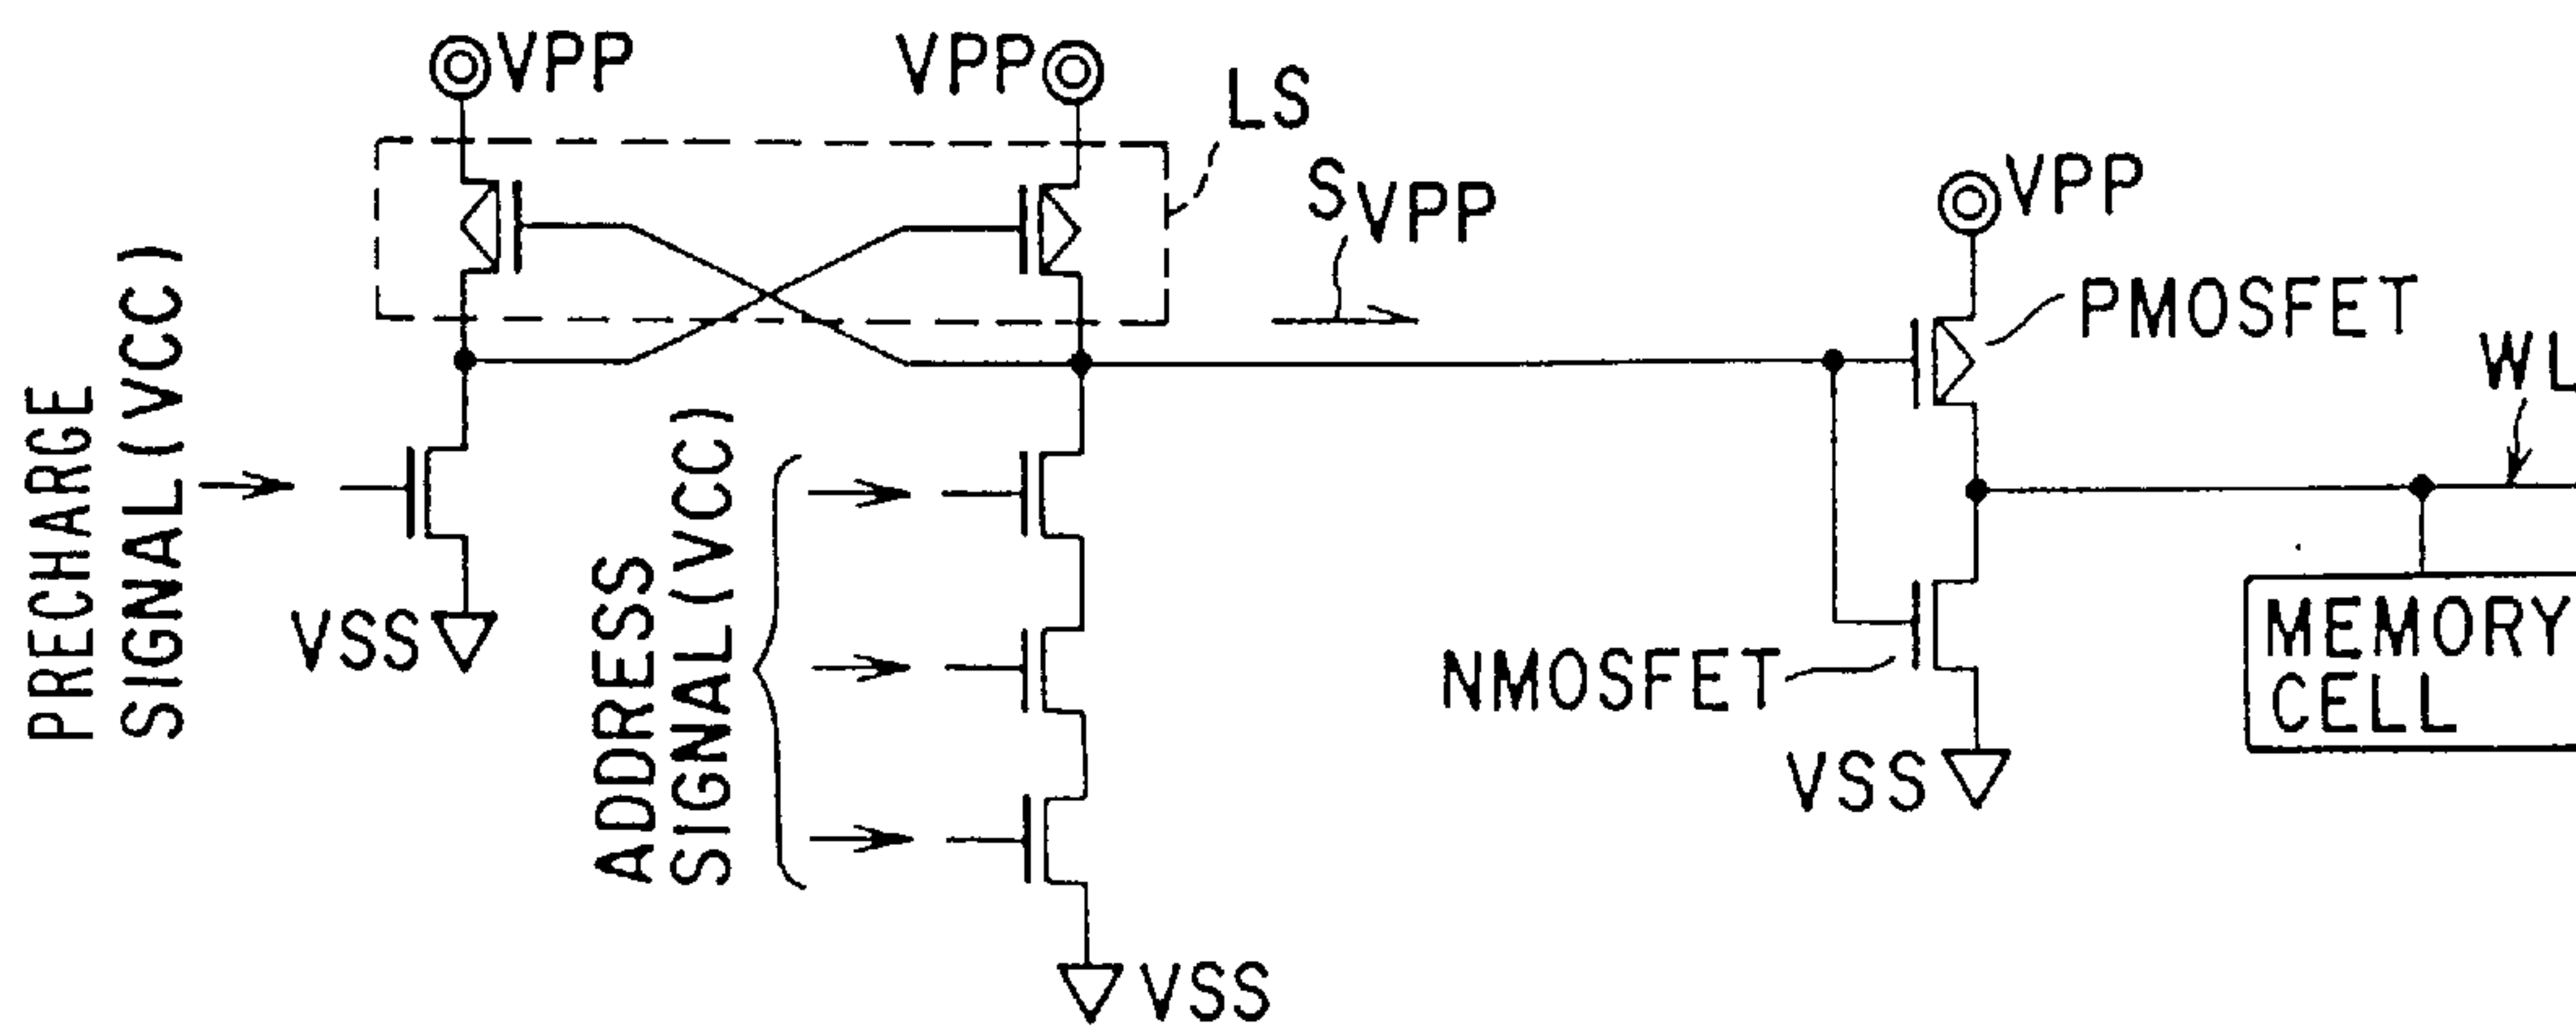 VPP
VPP
LS
SVPP
VPP
PMOSFET
WL
PRECHARGE
SIGNAL(VCC)
ADDRESS
SIGNAL(VCC)
VSS
NMOSFET
MEMORY
CELL
VSS
VSS